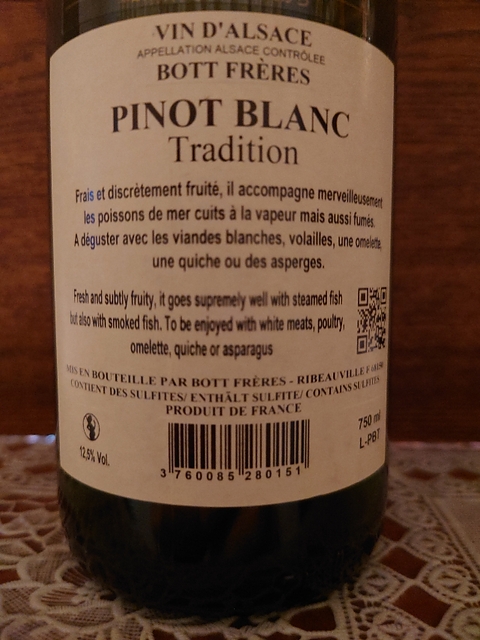 VIN D'ALSACE
APPELLATION ALSACE CONTRÔLÉE
BOTT FRÈRES
PINOT BLANC
Tradition
Frais et discrètement fruité, il accompagne merveilleusement
les poissons de mer cuits à la vapeur mais aussi fumés.
A déguster avec les viandes blanches, volailles, une omelette,
une quiche ou des asperges.
Fresh and subtly fruity, it goes supremely well with steamed fish
but also with smoked fish. To be enjoyed with white meats, poultry,
omelette, quiche or asparagus
MIS EN BOUTEILLE PAR BOTT FRÈRES - RIBEAUVILLE F 68150
CONTIENT DES SULFITES/ ENTHÄLT SULFITE/ CONTAINS SULFITES
PRODUIT DE FRANCE
12,5% Vol.
750 ml
L-PBT
3 760085 280151